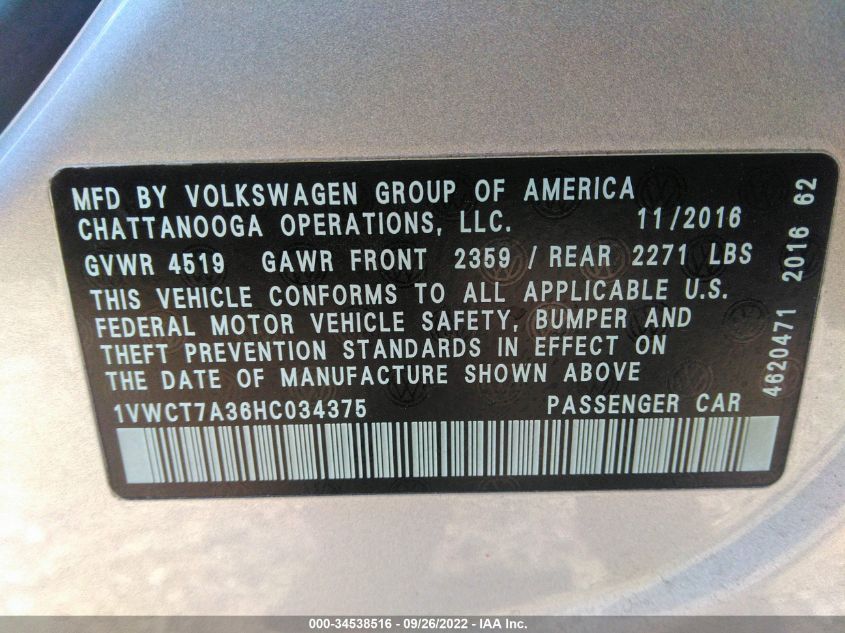 MFD BY VOLKSWAGEN GROUP OF AMERICA
CHATTANOOGA OPERATIONS, LLC. 11/2016
GVWR 4519 GAWR FRONT 2359 / REAR 2271 LBS
THIS VEHICLE CONFORMS TO ALL APPLICABLE U.S.
FEDERAL MOTOR VEHICLE SAFETY, BUMPER AND
THEFT PREVENTION STANDARDS IN EFFECT ON
THE DATE OF MANUFACTURE SHOWN ABOVE
1VWCT7A36HC034375 PASSENGER CAR
4620471 2016 62
000-34538516 - 09/26/2022 - IAA Inc.